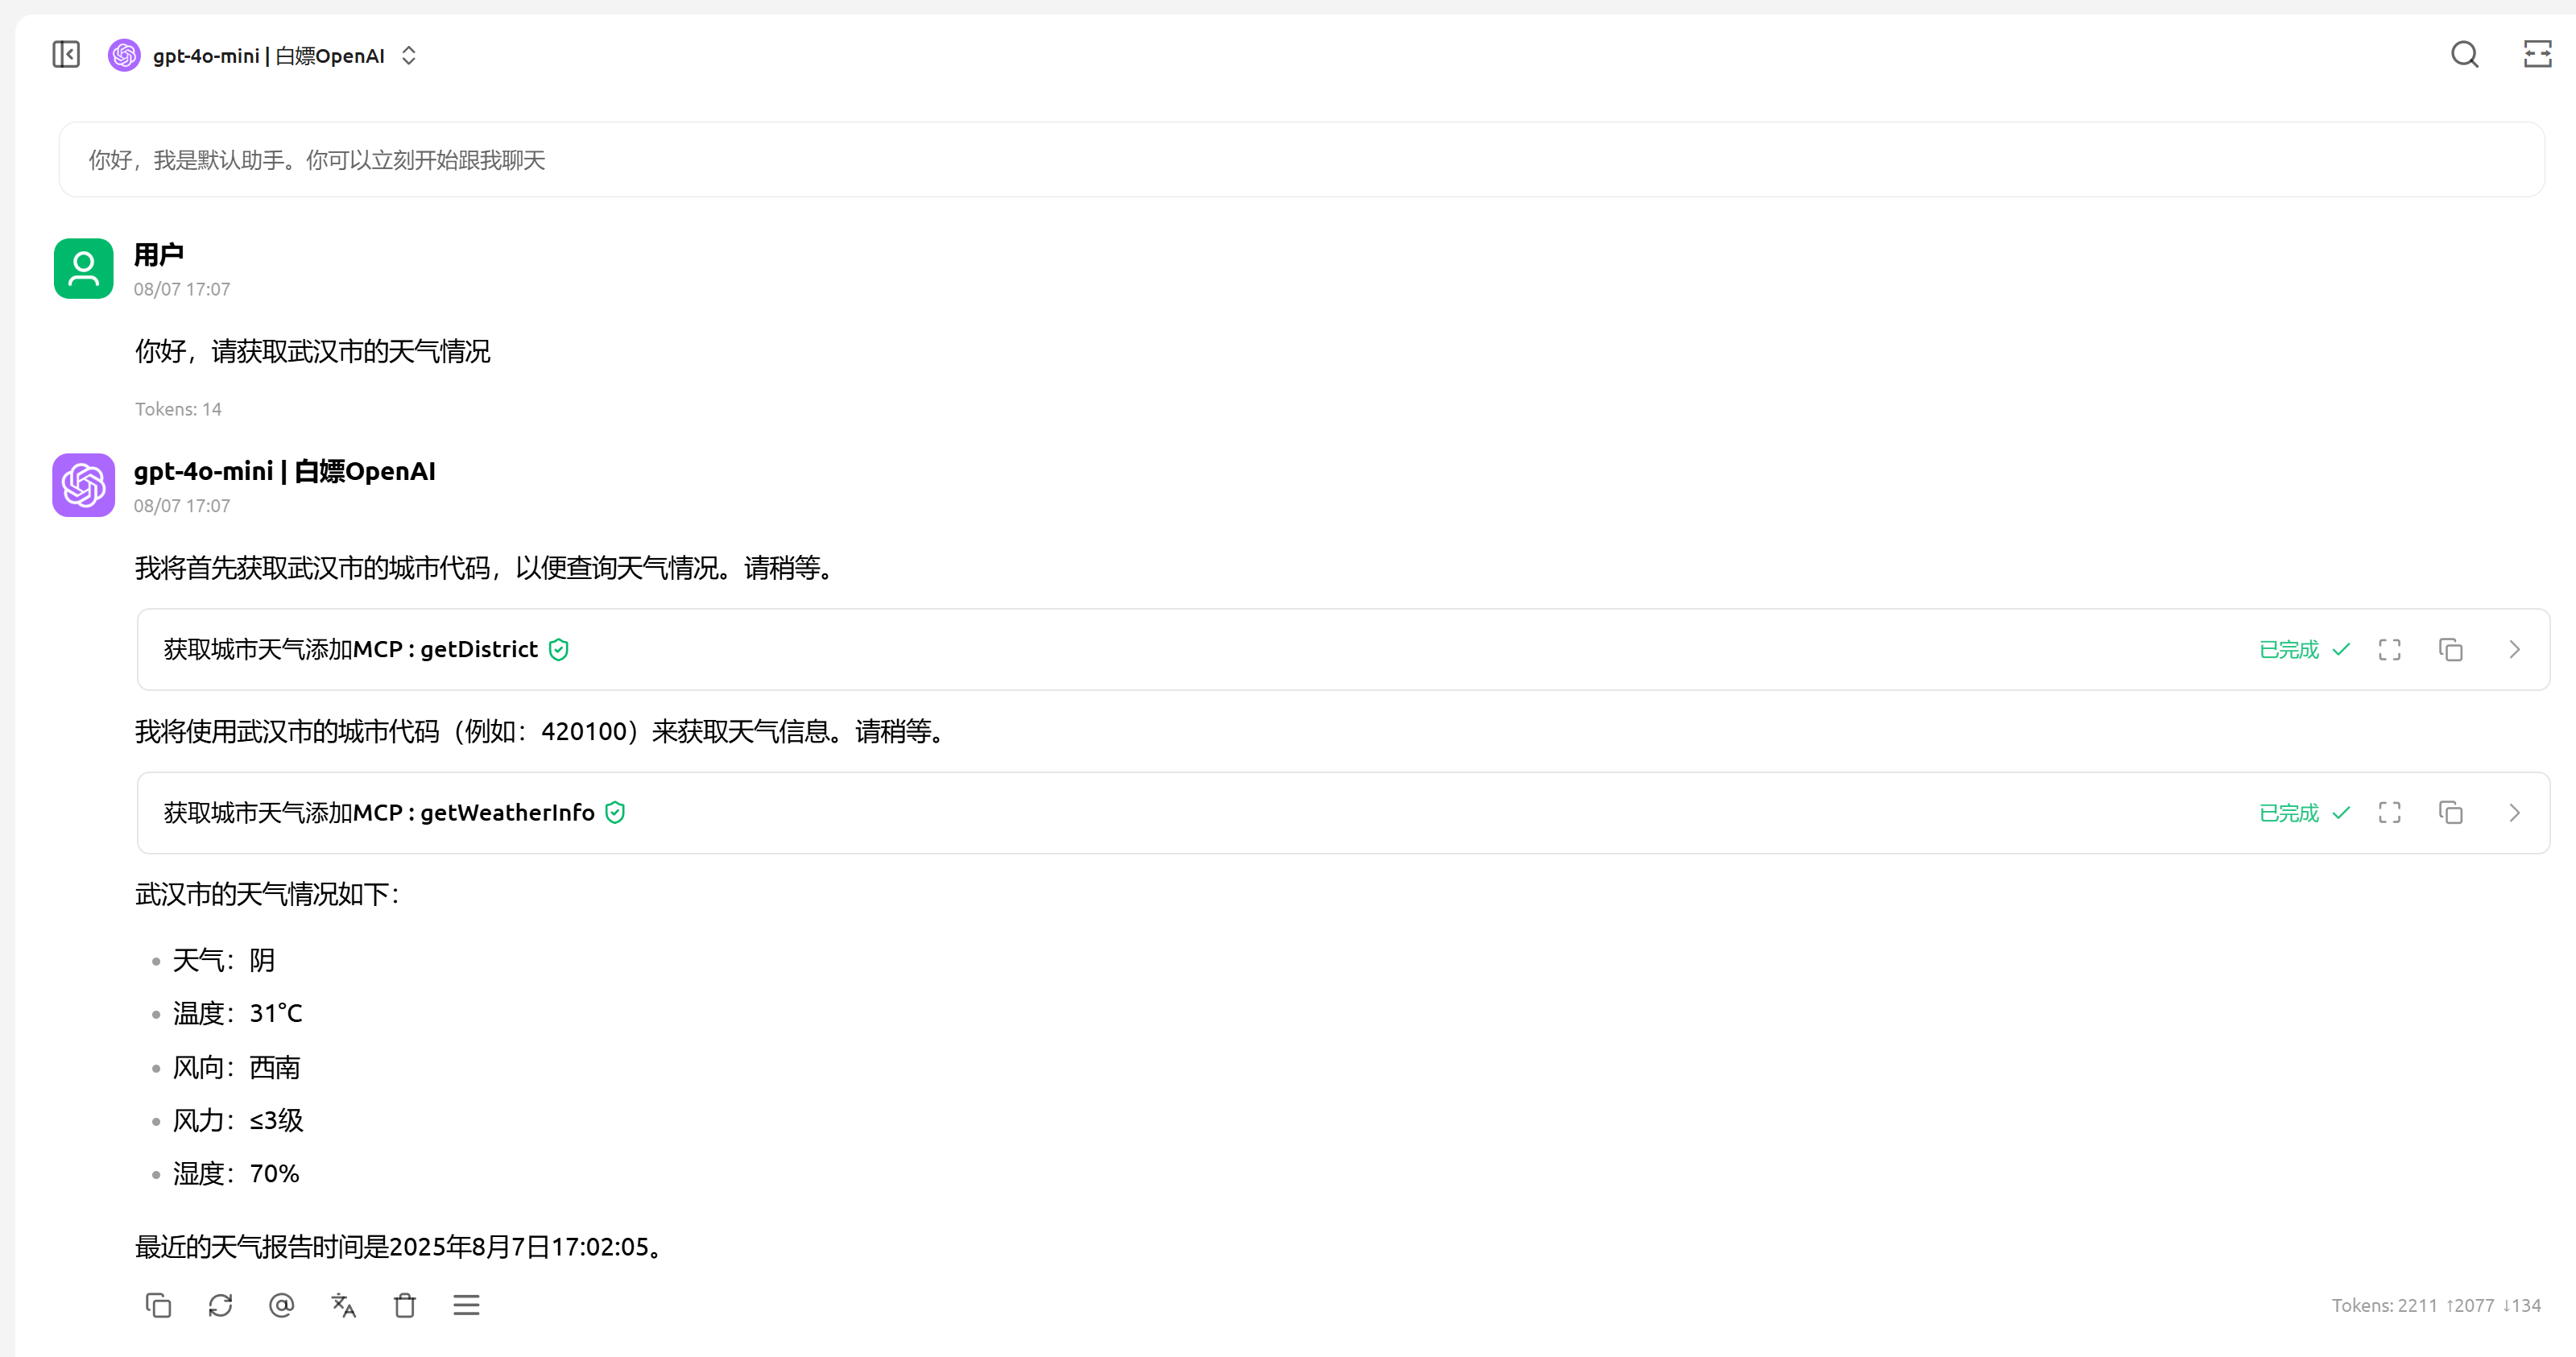 gpt-4o-mini | 白嫖OpenAI
你好，我是默认助手。你可以立刻开始跟我聊天
用户
08/07 17:07
你好，请获取武汉市的天气情况
Tokens: 14
gpt-4o-mini | 白嫖OpenAI
08/07 17:07
我将首先获取武汉市的城市代码，以便查询天气情况。请稍等。
获取城市天气添加MCP : getDistrict 已完成
我将使用武汉市的城市代码（例如：420100）来获取天气信息。请稍等。
获取城市天气添加MCP : getWeatherInfo 已完成
武汉市的天气情况如下：
天气：阴
温度：31°C
风向：西南
风力：≤3级
湿度：70%
最近的天气报告时间是2025年8月7日17:02:05。
Tokens: 2211 ↑2077 ↓134